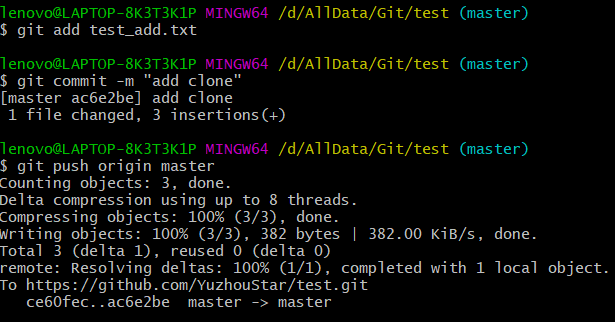 lenovo@LAPTOP-8K3T3K1P MINGW64 /d/AllData/Git/test (master)
$ git add test_add.txt
lenovo@LAPTOP-8K3T3K1P MINGW64 /d/AllData/Git/test (master)
$ git commit -m "add clone"
[master ac6e2be] add clone
 1 file changed, 3 insertions(+)
lenovo@LAPTOP-8K3T3K1P MINGW64 /d/AllData/Git/test (master)
$ git push origin master
Counting objects: 3, done.
Delta compression using up to 8 threads.
Compressing objects: 100% (3/3), done.
Writing objects: 100% (3/3), 382 bytes | 382.00 KiB/s, done.
Total 3 (delta 1), reused 0 (delta 0)
remote: Resolving deltas: 100% (1/1), completed with 1 local object.
To https://github.com/YuzhouStar/test.git
   ce60fec..ac6e2be  master -> master